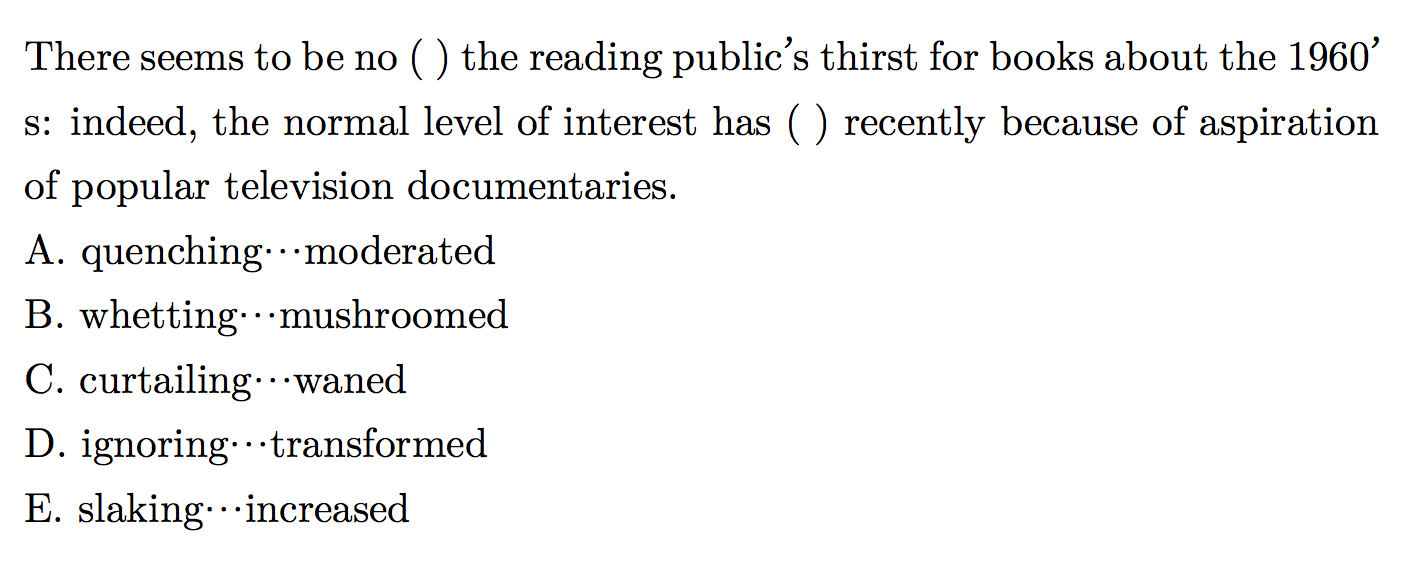 There seems to be no ( ) the reading public’s thirst for books about the 1960’
s: indeed, the normal level of interest has ( ) recently because of aspiration
of popular television documentaries.
A. quenching···moderated
B. whetting···mushroomed
C. curtailing···waned
D. ignoring···transformed
E. slaking···increased